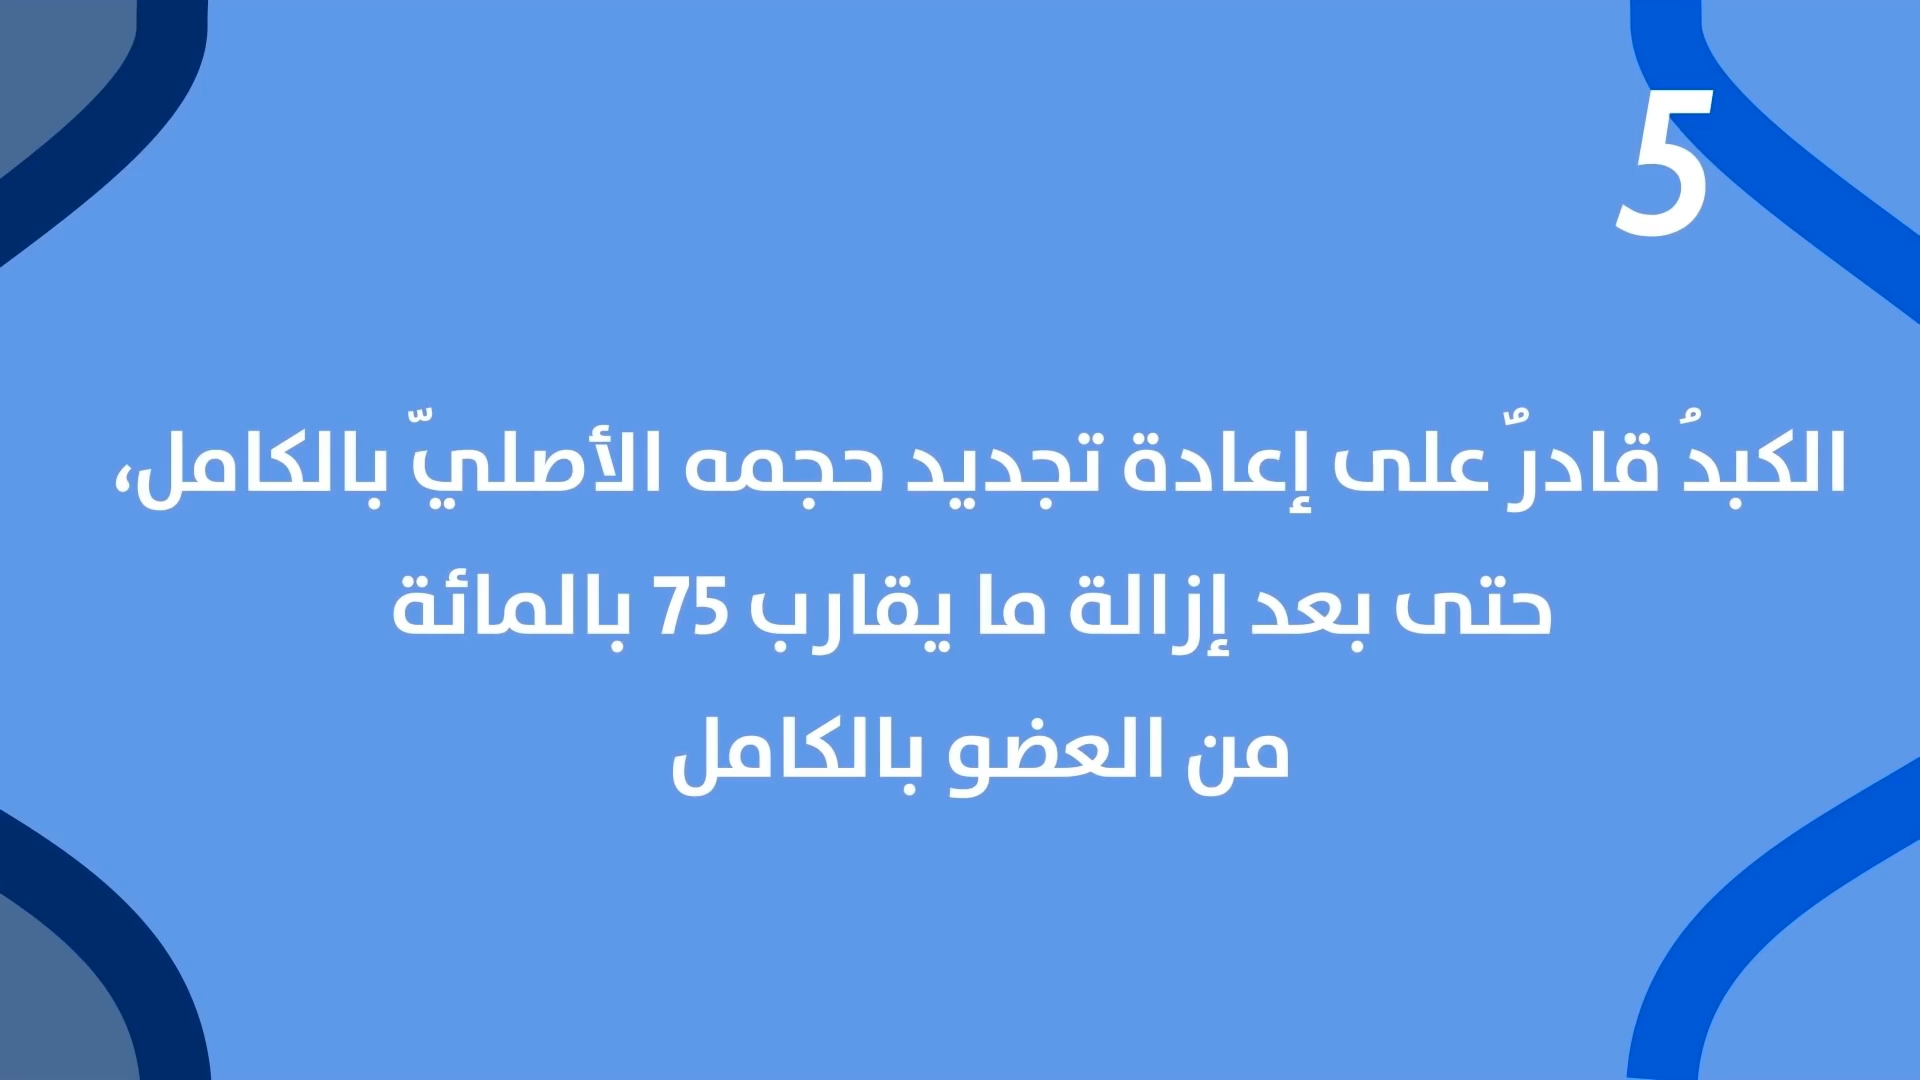 5
الكبدُ قادرٌ على إعادة تجديد حجمه الأصليّ بالكامل،
حتى بعد إزالة ما يقارب 75 بالمائة
من العضو بالكامل